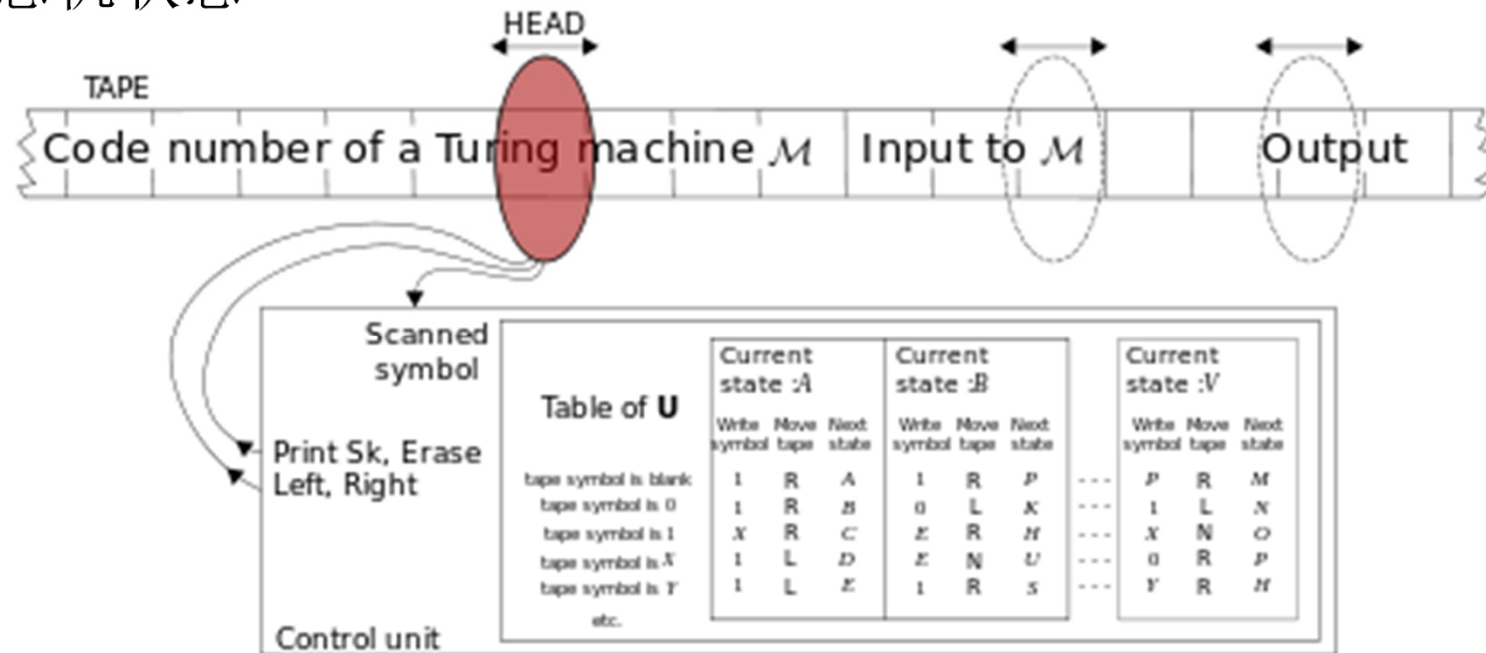 HEAD
TAPE
Code number of a Turing machine ℳ Input to ℳ Output
Scanned
symbol
Print Sk, Erase
Left, Right
Control unit
Table of U
Current
state :A
Current
state :B
Current
state :V
Write Move Next Write Move Next Write Move Next
symbol tape state symbol tape state symbol tape state
tape symbol is blank 1 R A 1 R P ---- P R M
tape symbol is 0 1 R B 0 L K ---- 1 L N
tape symbol is 1 X R C E R H ---- X N O
tape symbol is X 1 L D E N U ---- 0 R P
tape symbol is Y 1 L E 1 R S ---- Y R H
etc.